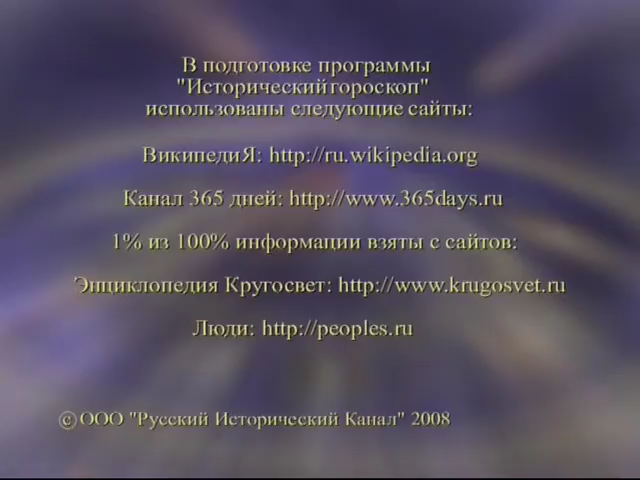 В подготовке программы
"Исторический гороскоп"
использованы следующие сайты:
ВикипедиЯ: http://ru.wikipedia.org
Канал 365 дней: http://www.365days.ru
1% из 100% информации взяты с сайтов:
Энциклопедия Кругосвет: http://www.krugosvet.ru
Люди: http://peoples.ru
© ООО "Русский Исторический Канал" 2008